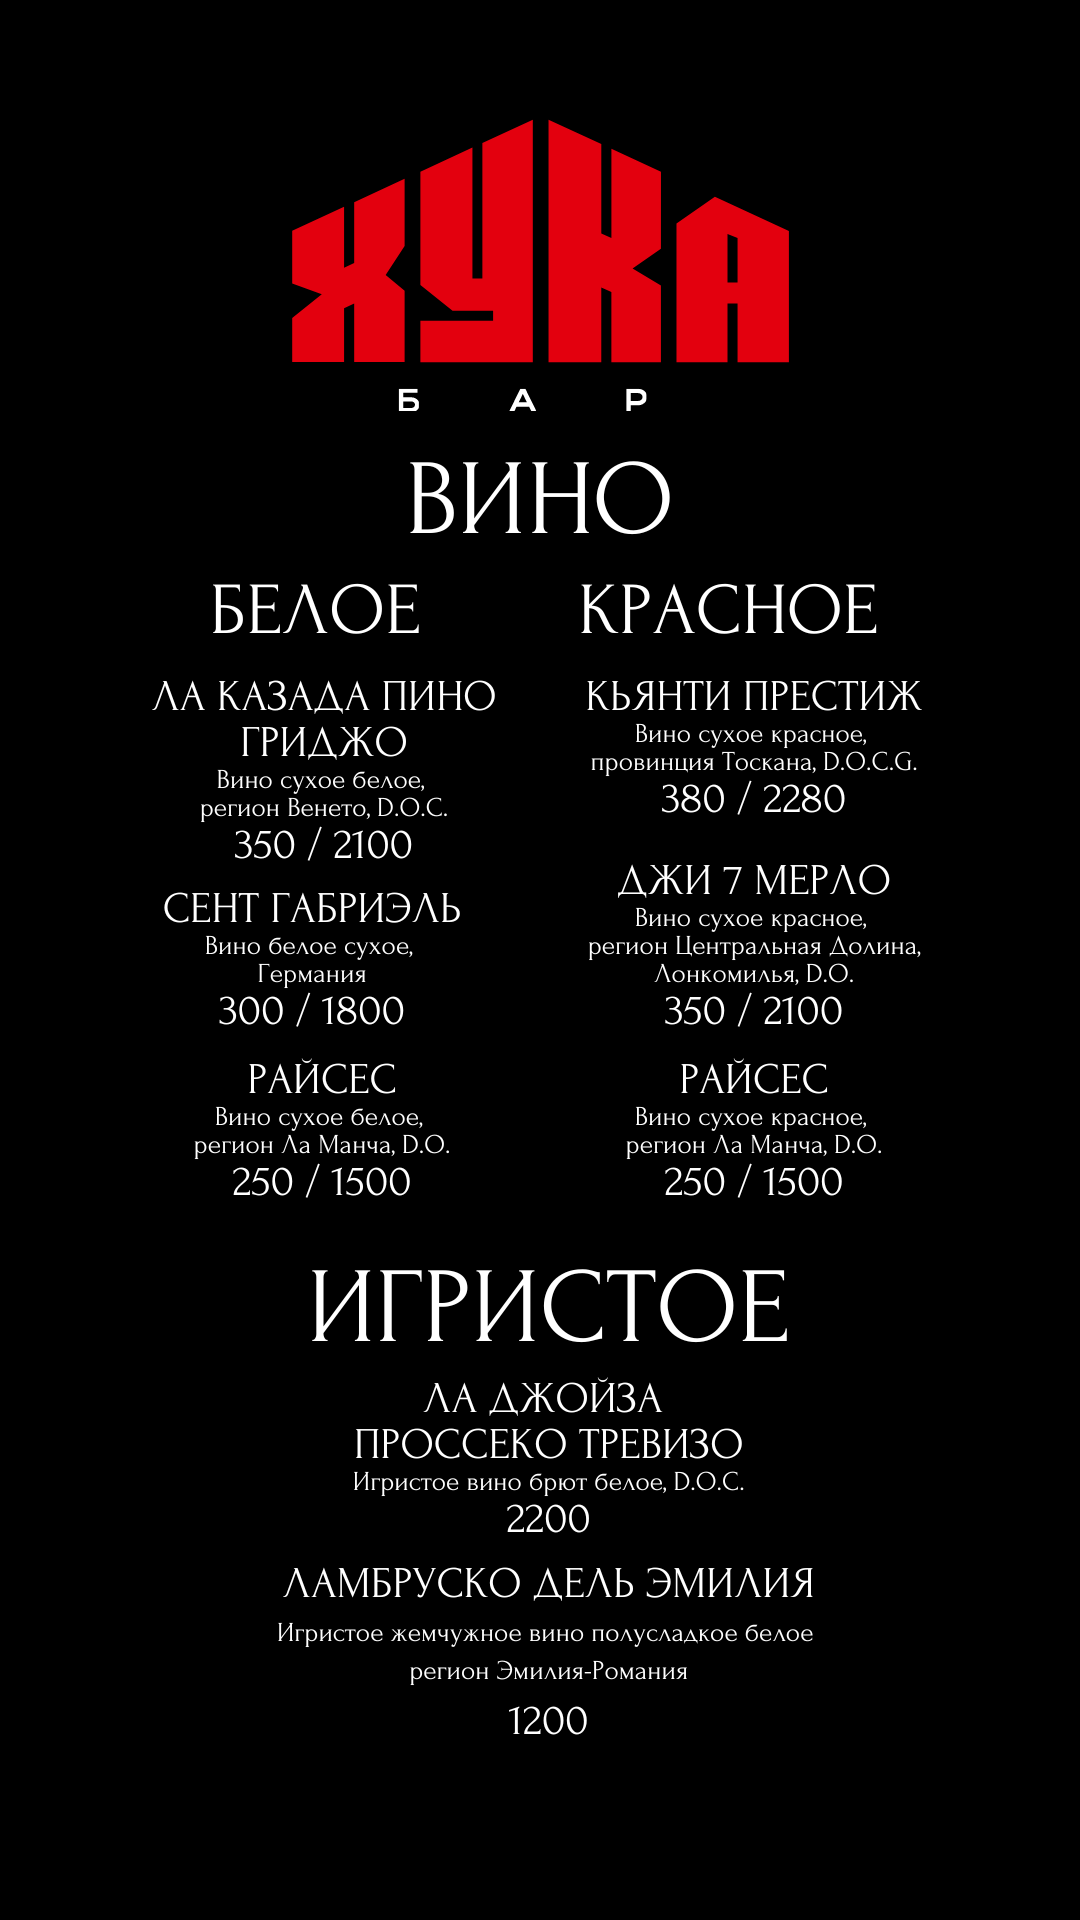 ХУКА
БАР
ВИНО
БЕЛОЕ
ЛА КАЗАДА ПИНО
ГРИДЖО
Вино сухое белое,
регион Венето, D.O.C.
350 / 2100
СЕНТ ГАБРИЭЛЬ
Вино белое сухое,
Германия
300 / 1800
РАЙСЕС
Вино сухое белое,
регион Ла Манча, D.O.
250 / 1500
КРАСНОЕ
КЬЯНТИ ПРЕСТИЖ
Вино сухое красное,
провинция Тоскана, D.O.C.G.
380 / 2280
ДЖИ 7 МЕРЛО
Вино сухое красное,
регион Центральная Долина,
Лонкомилья, D.O.
350 / 2100
РАЙСЕС
Вино сухое красное,
регион Ла Манча, D.O.
250 / 1500
ИГРИСТОЕ
ЛА ДЖОЙЗА
ПРОССЕКО ТРЕВИЗО
Игристое вино брют белое, D.O.C.
2200
ЛАМБРУСКО ДЕЛЬ ЭМИЛИЯ
Игристое жемчужное вино полусладкое белое
регион Эмилия-Романия
1200